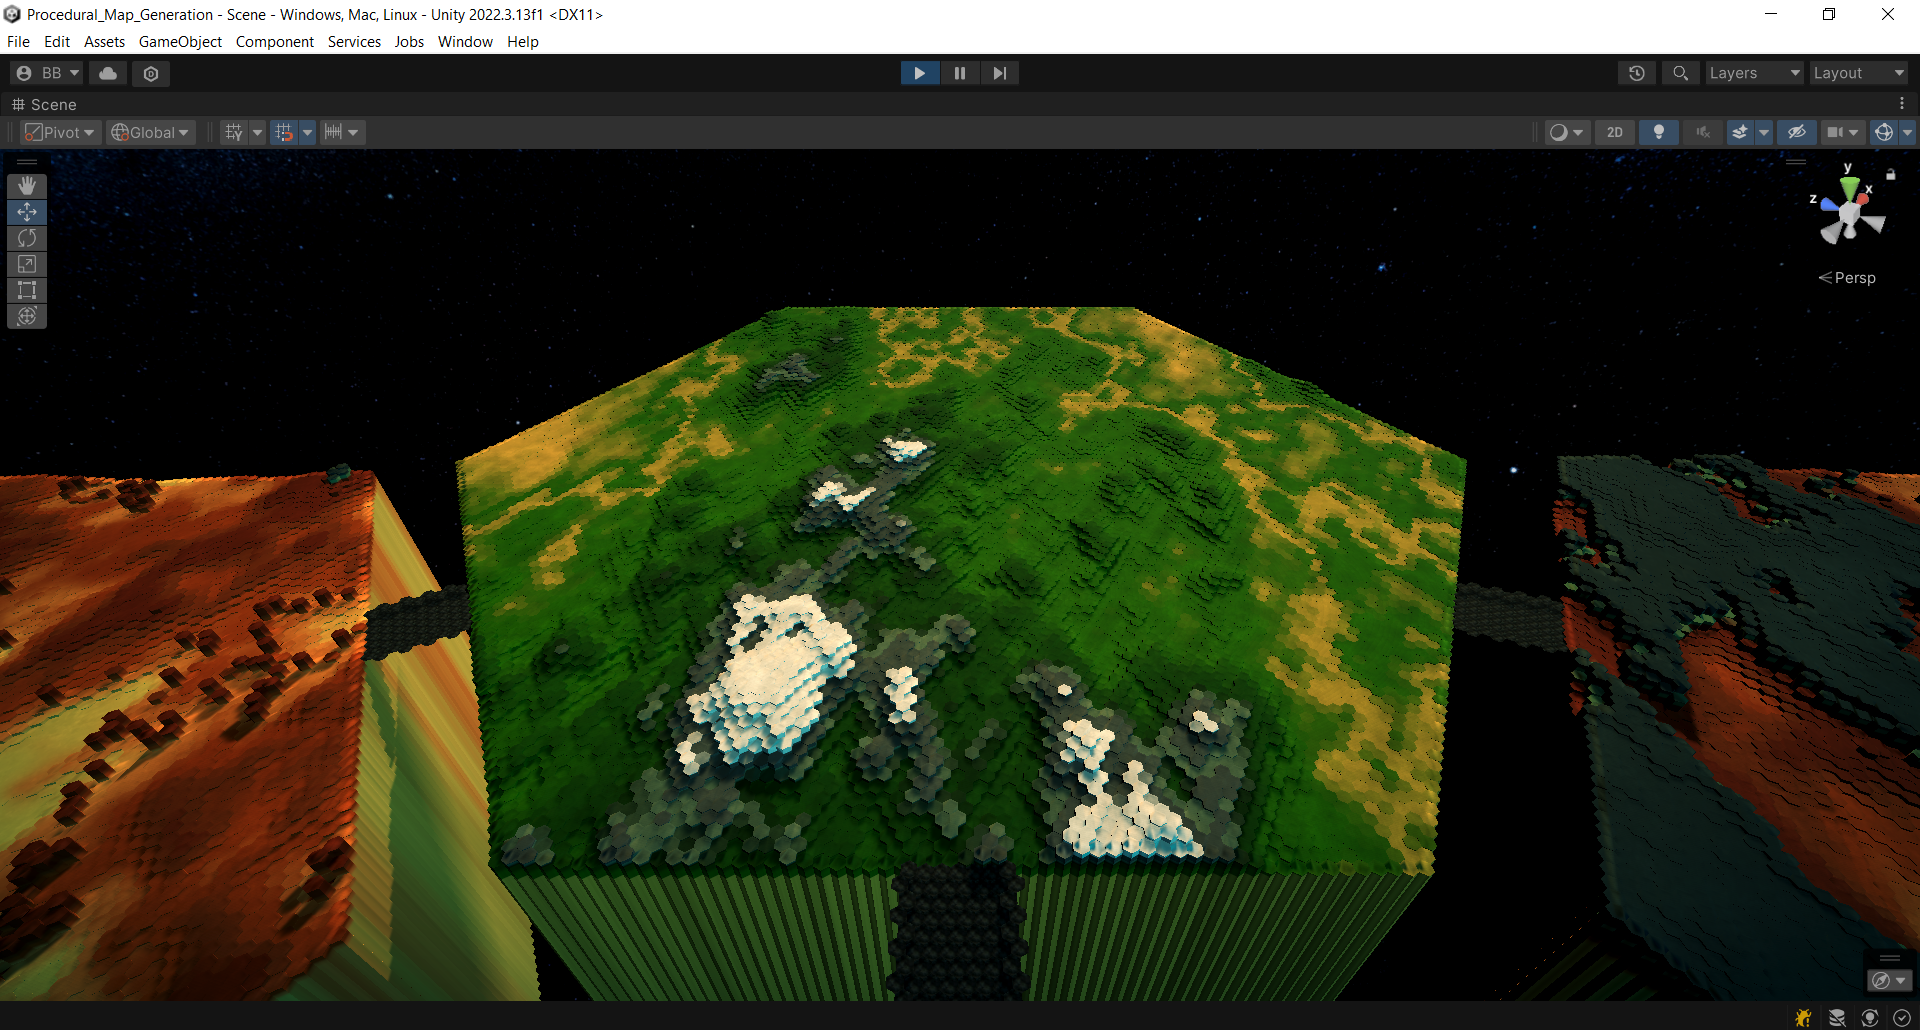 Procedural_Map_Generation - Scene - Windows, Mac, Linux - Unity 2022.3.13f1 <DX11>
File Edit Assets GameObject Component Services Jobs Window Help
BB Layers Layout
Scene
Pivot Global 2D
y
x
z
Persp